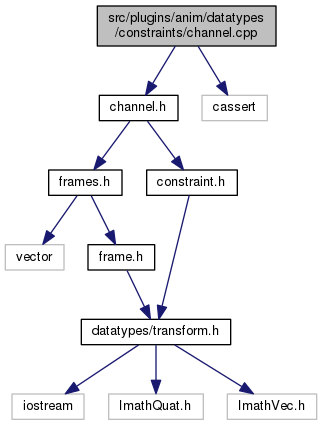 src/plugins/anim/datatypes
/constraints/channel.cpp
channel.h
cassert
frames.h
constraint.h
vector
frame.h
datatypes/transform.h
iostream
ImathQuat.h
ImathVec.h